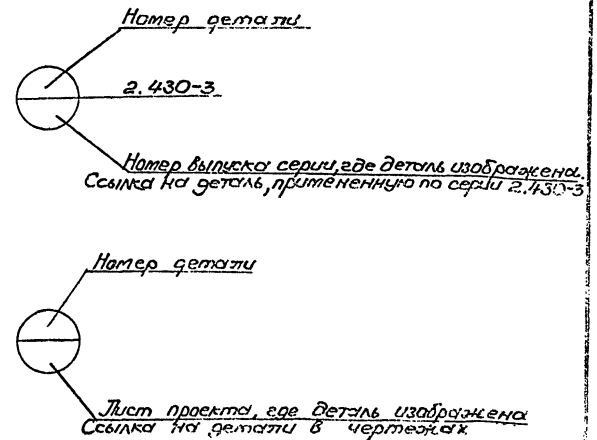 Номер детали
2.430-3
Номер выпуска серии, где деталь изображена.
Ссылка на деталь, примененную по серии 2.430-3
Номер детали
Лист проекта, где деталь изображена
Ссылка на детали в чертежах